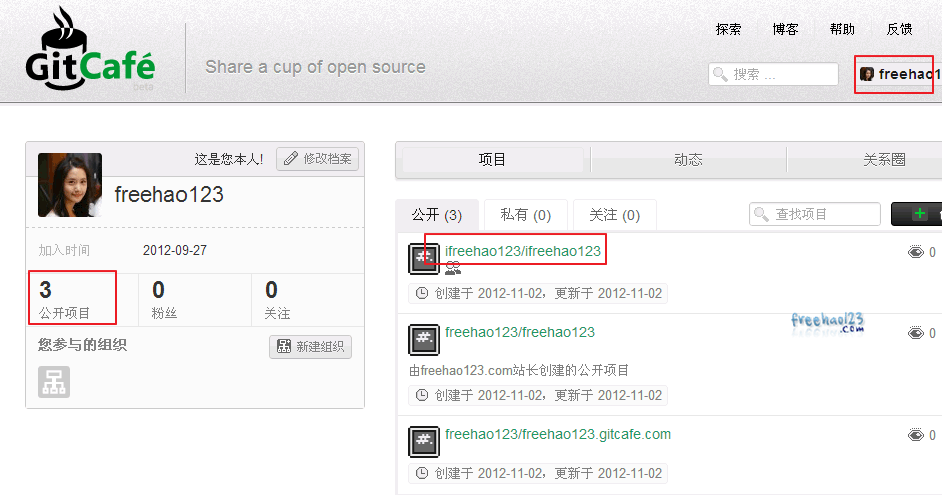 探索 博客 帮助 反馈
GitCafé
beta
Share a cup of open source
搜索 ...
freehao1
这是您本人!
修改档案
freehao123
加入时间 2012-09-27
3 0 0
公开项目 粉丝 关注
您参与的组织
新建组织
项目 动态 关系圈
公开 (3) 私有 (0) 关注 (0)
查找项目
ifreehao123/ifreehao123
0
创建于 2012-11-02，更新于 2012-11-02
freehao123/freehao123
0
freehao123
.com
由freehao123.com站长创建的公开项目
创建于 2012-11-02，更新于 2012-11-02
freehao123/freehao123.gitcafe.com
0
创建于 2012-11-02，更新于 2012-11-02